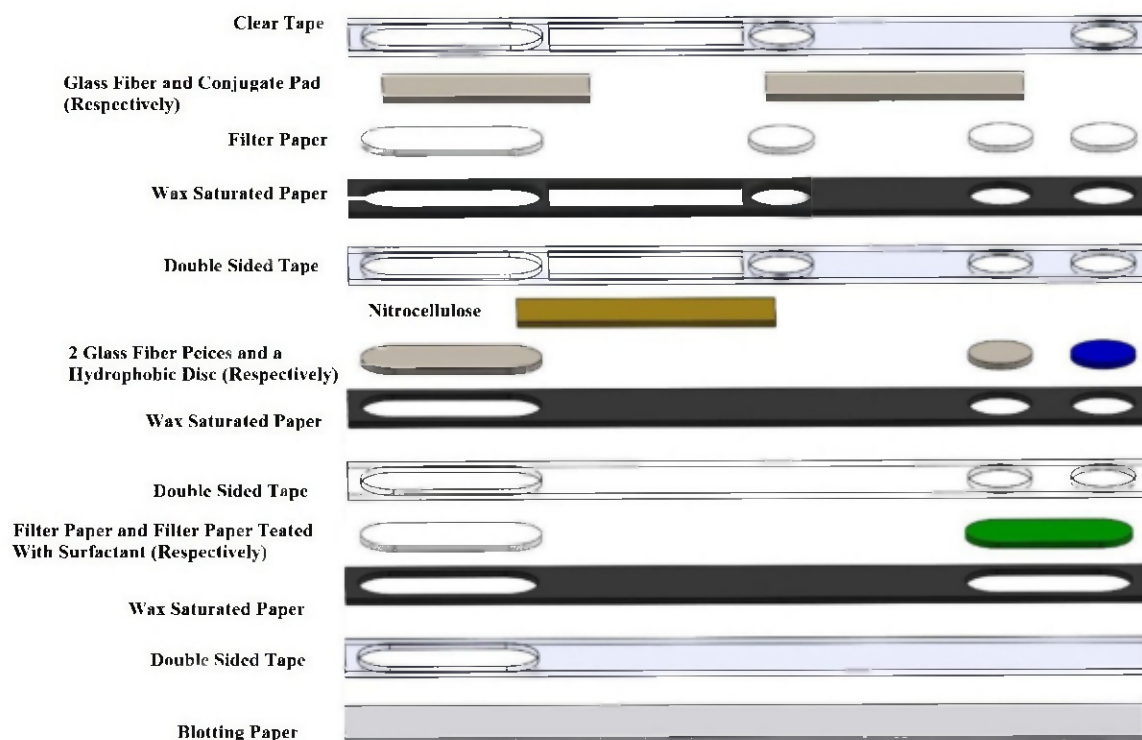 Clear Tape
Glass Fiber and Conjugate Pad
(Respectively)
Filter Paper
Wax Saturated Paper
Double Sided Tape
Nitrocellulose
2 Glass Fiber Peices and a
Hydrophobic Disc (Respectively)
Wax Saturated Paper
Double Sided Tape
Filter Paper and Filter Paper Teated
With Surfactant (Respectively)
Wax Saturated Paper
Double Sided Tape
Blotting Paper